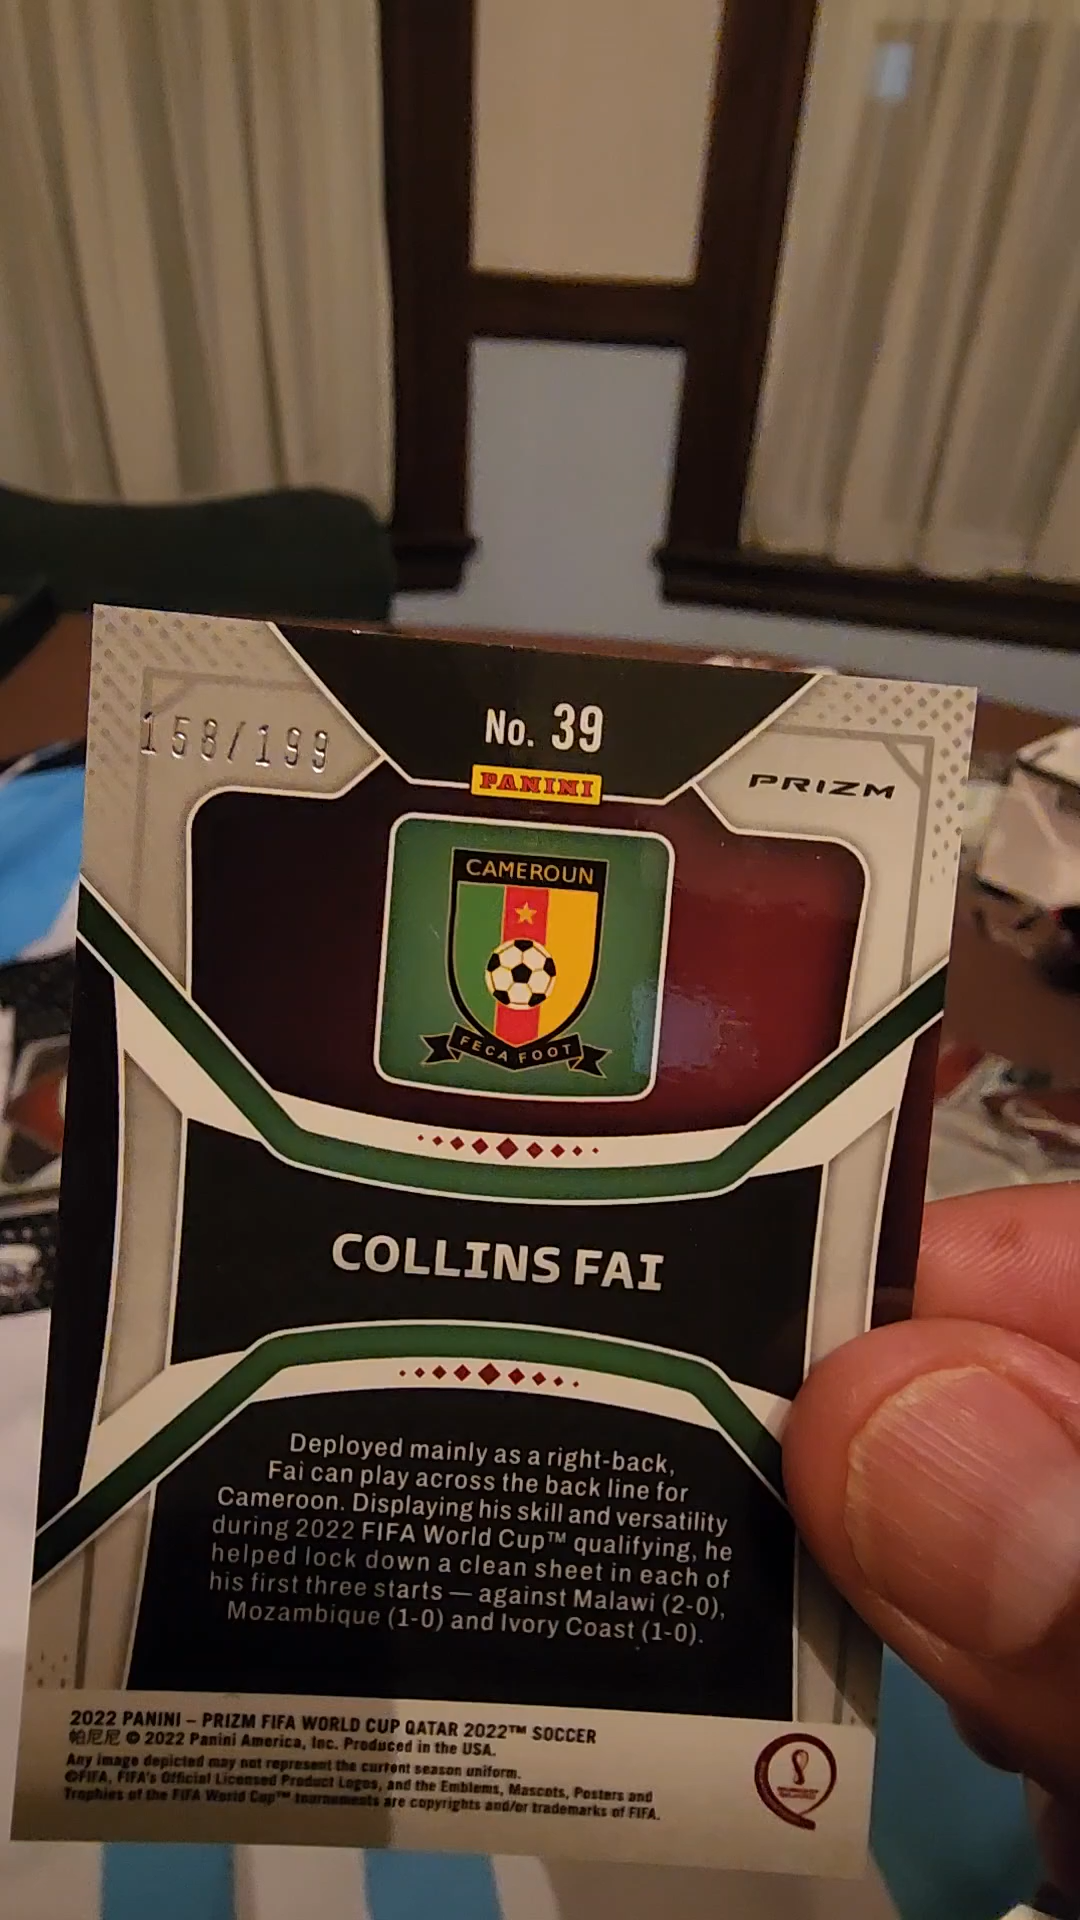 158/199
No. 39
PANINI
PRIZM
CAMEROUN
FECA FOOT
COLLINS FAI
Deployed mainly as a right-back,
Fai can play across the back line for
Cameroon. Displaying his skill and versatility
during 2022 FIFA World Cup™ qualifying, he
helped lock down a clean sheet in each of
his first three starts — against Malawi (2-0),
Mozambique (1-0) and Ivory Coast (1-0).
2022 PANINI – PRIZM FIFA WORLD CUP QATAR 2022™ SOCCER
帕尼尼 © 2022 Panini America, Inc. Produced in the USA.
Any image depicted may not represent the current season uniform.
©FIFA, FIFA's Official Licensed Product Logos, and the Emblems, Mascots, Posters and
Trophies of the FIFA World Cup™ tournaments are copyrights and/or trademarks of FIFA.